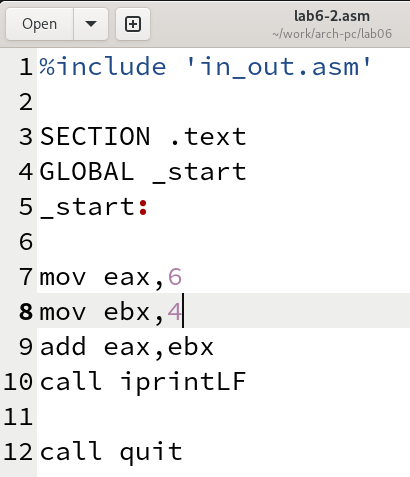 Open
lab6-2.asm
~/work/arch-pc/lab06
1 %include 'in_out.asm'
2
3 SECTION .text
4 GLOBAL _start
5 _start:
6
7 mov eax,6
8 mov ebx,4
9 add eax,ebx
10 call iprintLF
11
12 call quit